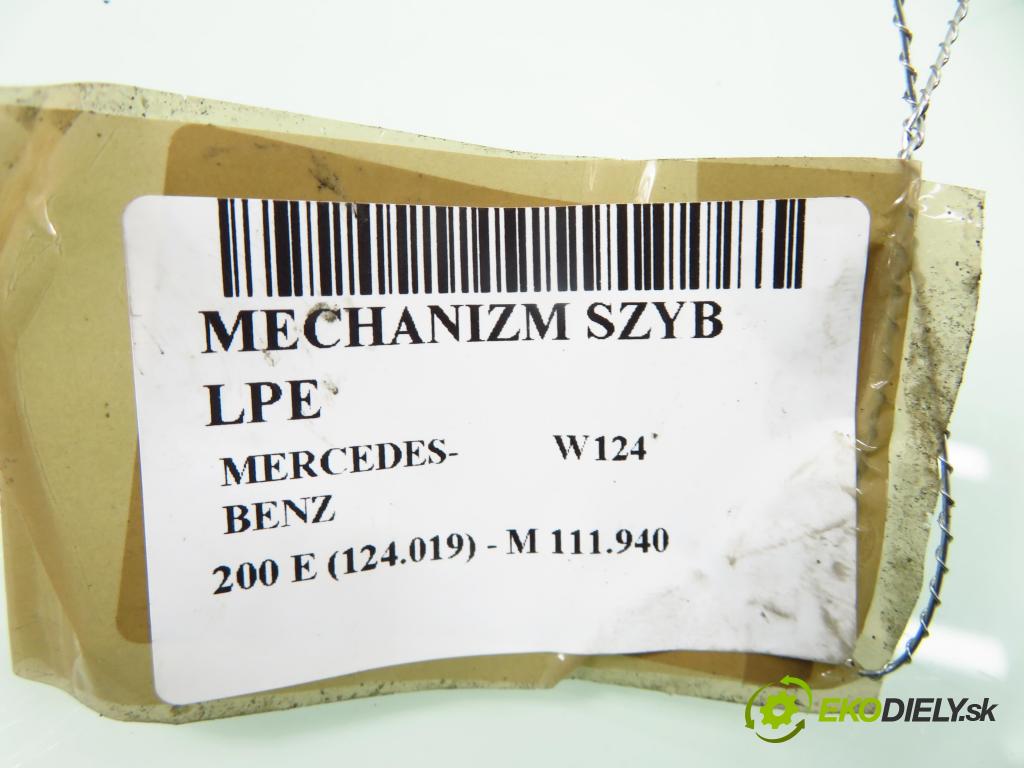 MECHANIZM SZYB
LPE
MERCEDES- W124
BENZ
200 E (124.019) - M 111.940
EKODIELY.sk